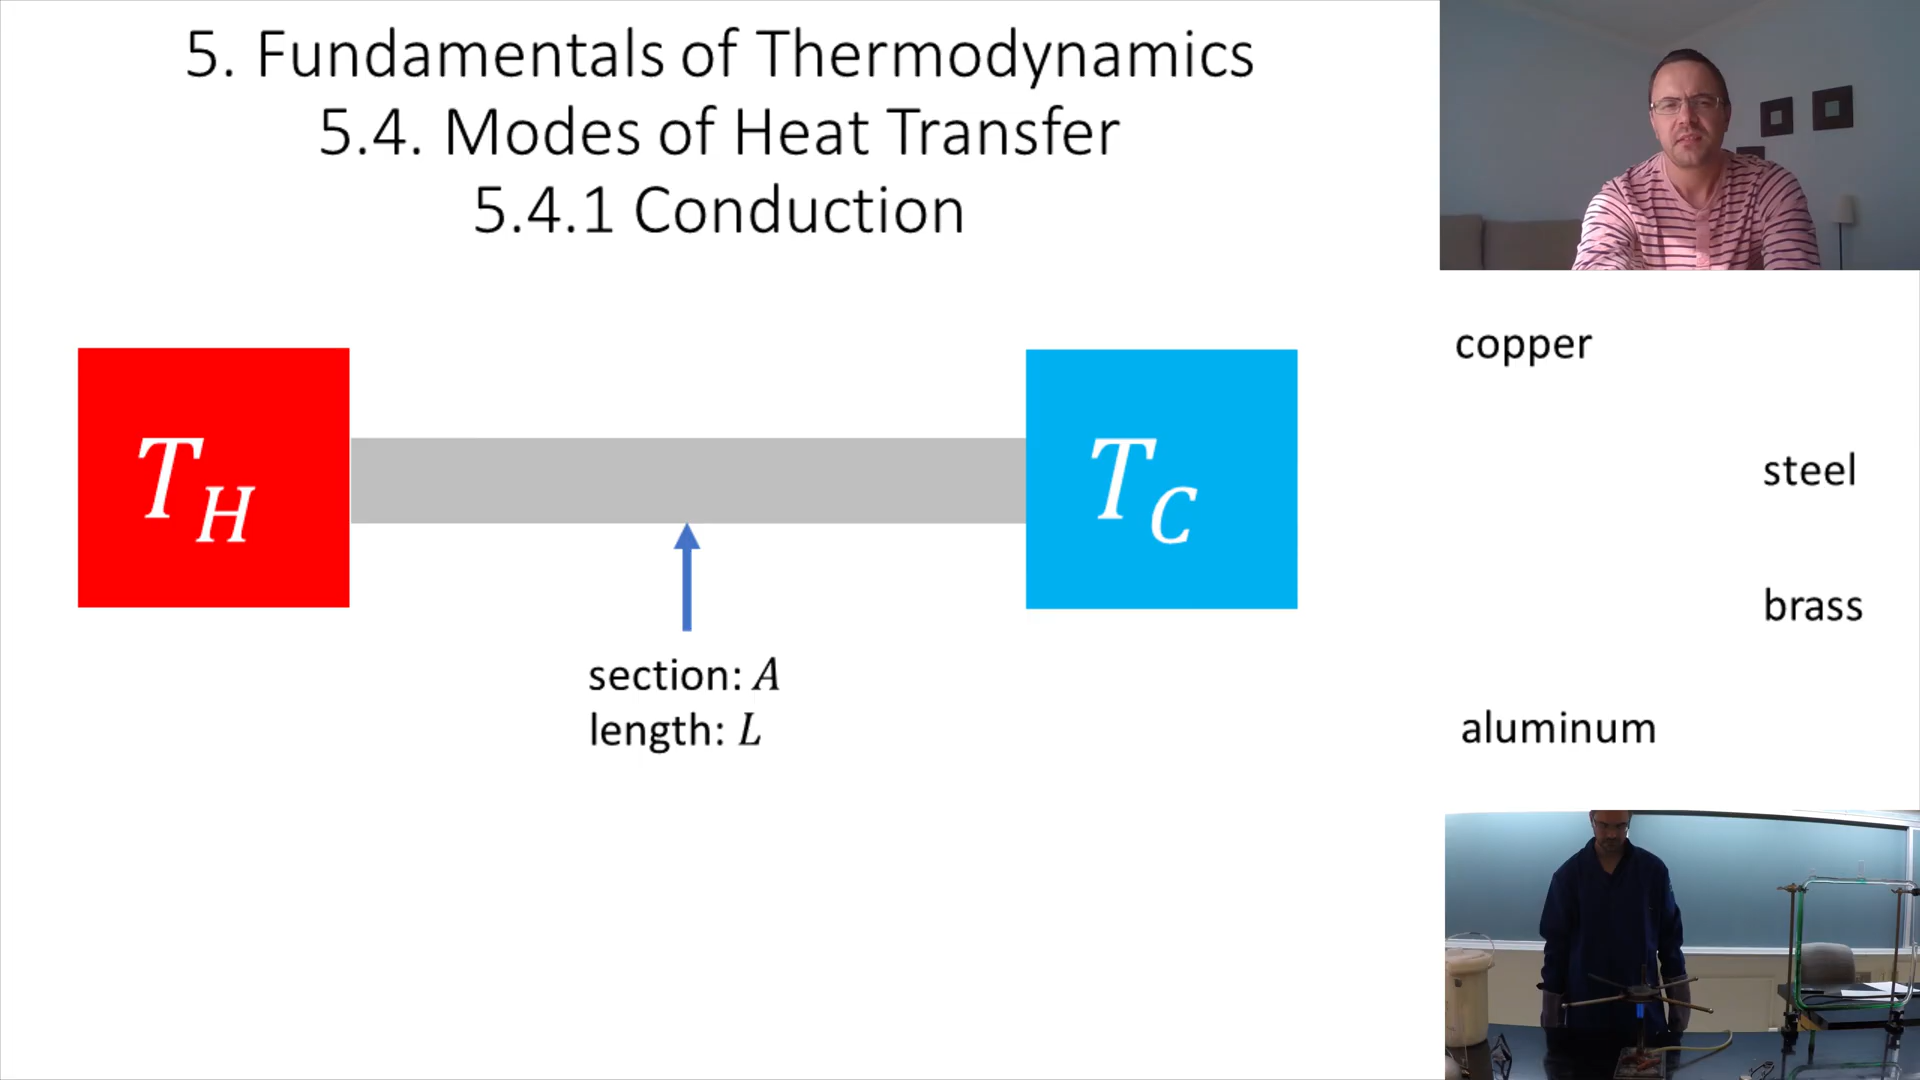 5. Fundamentals of Thermodynamics
5.4. Modes of Heat Transfer
5.4.1 Conduction
T_H
T_C
section: A
length: L
copper
steel
brass
aluminum